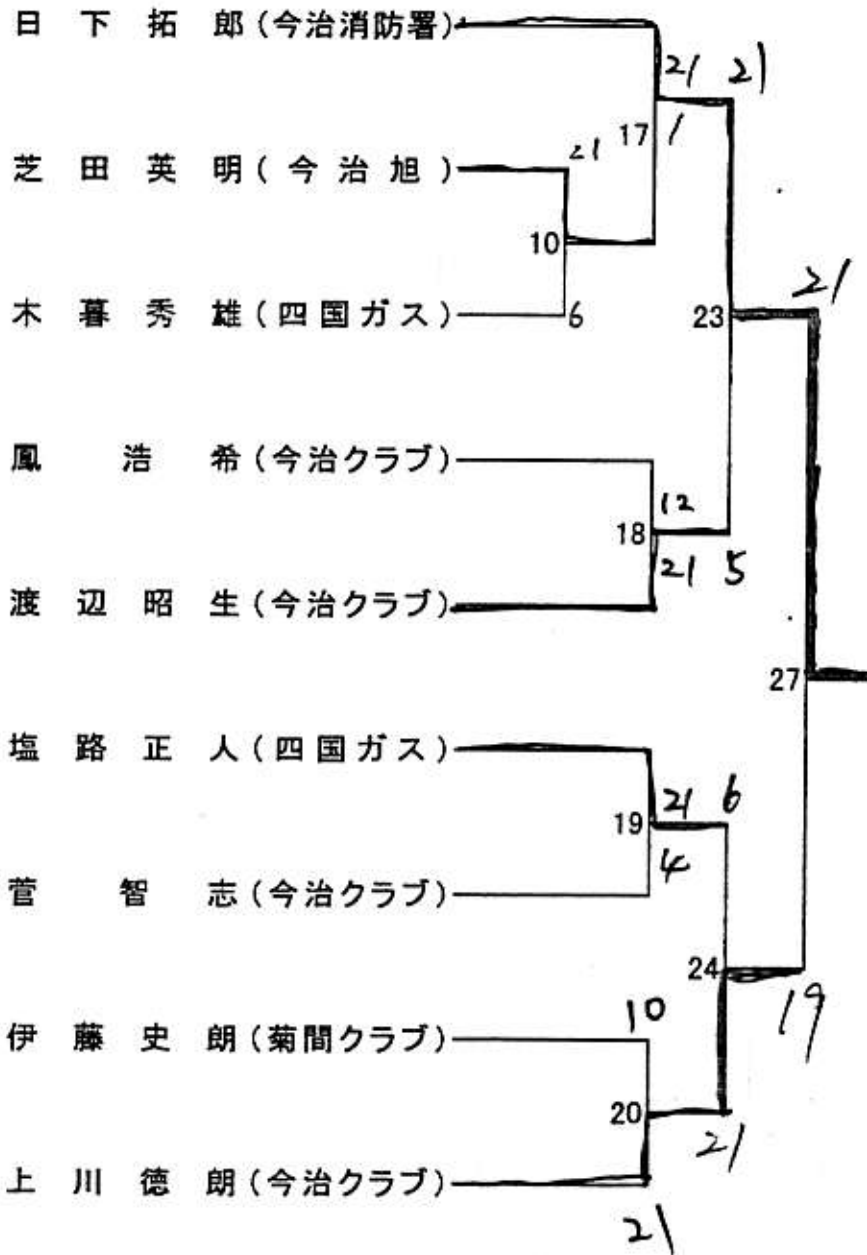 日下拓郎(今治消防署)
21 21
17 1
芝田英明(今治旭)
21
10
木暮秀雄(四国ガス)
6
23
21
鳳浩希(今治クラブ)
12
18
21 5
渡辺昭生(今治クラブ)
27
塩路正人(四国ガス)
21 6
19
4
菅智志(今治クラブ)
24
19
10
伊藤史朗(菊間クラブ)
20
21
上川徳朗(今治クラブ)
21